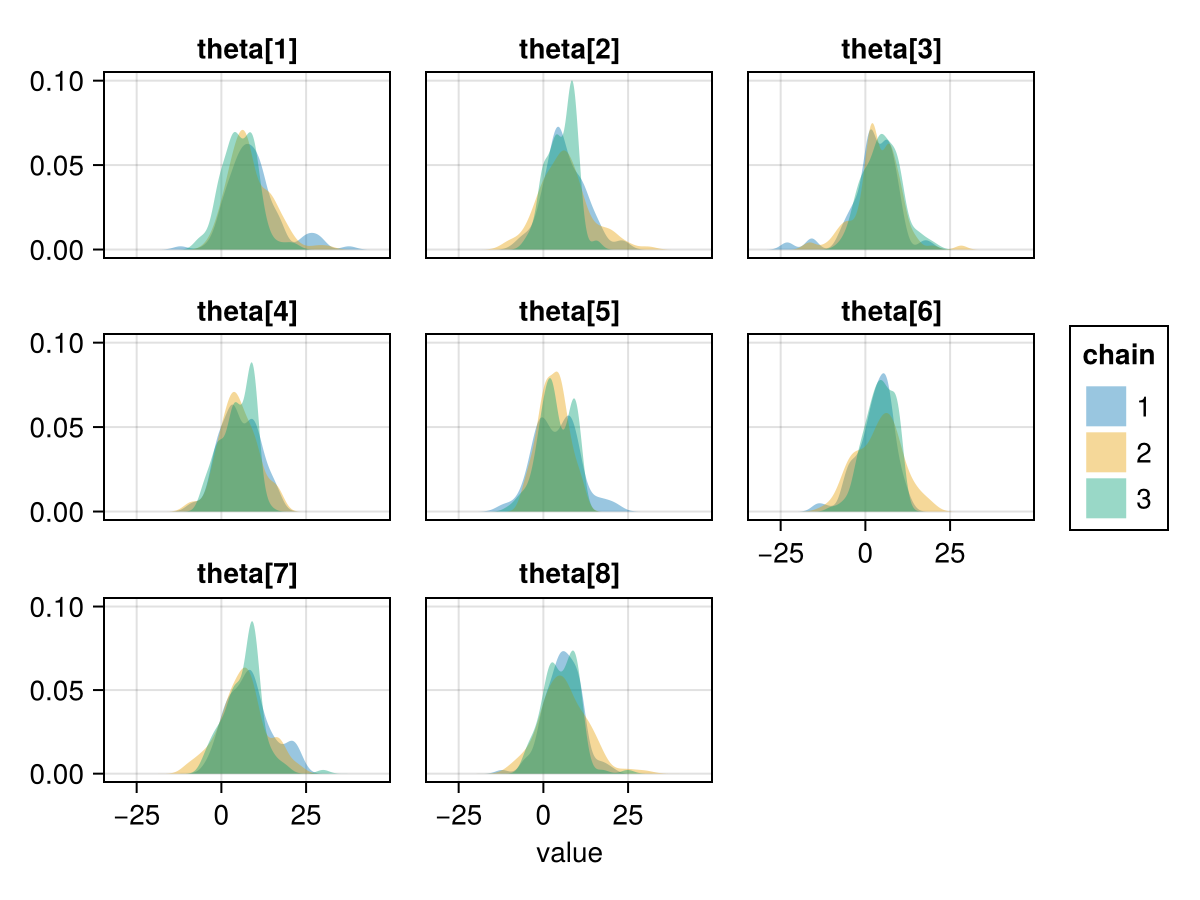 theta[1] theta[2] theta[3]
0.10
0.05
0.00
theta[4] theta[5] theta[6]
0.10
0.05
0.00
−25 0 25
chain
1
2
3
theta[7] theta[8]
0.10
0.05
0.00
−25 0 25 −25 0 25
value